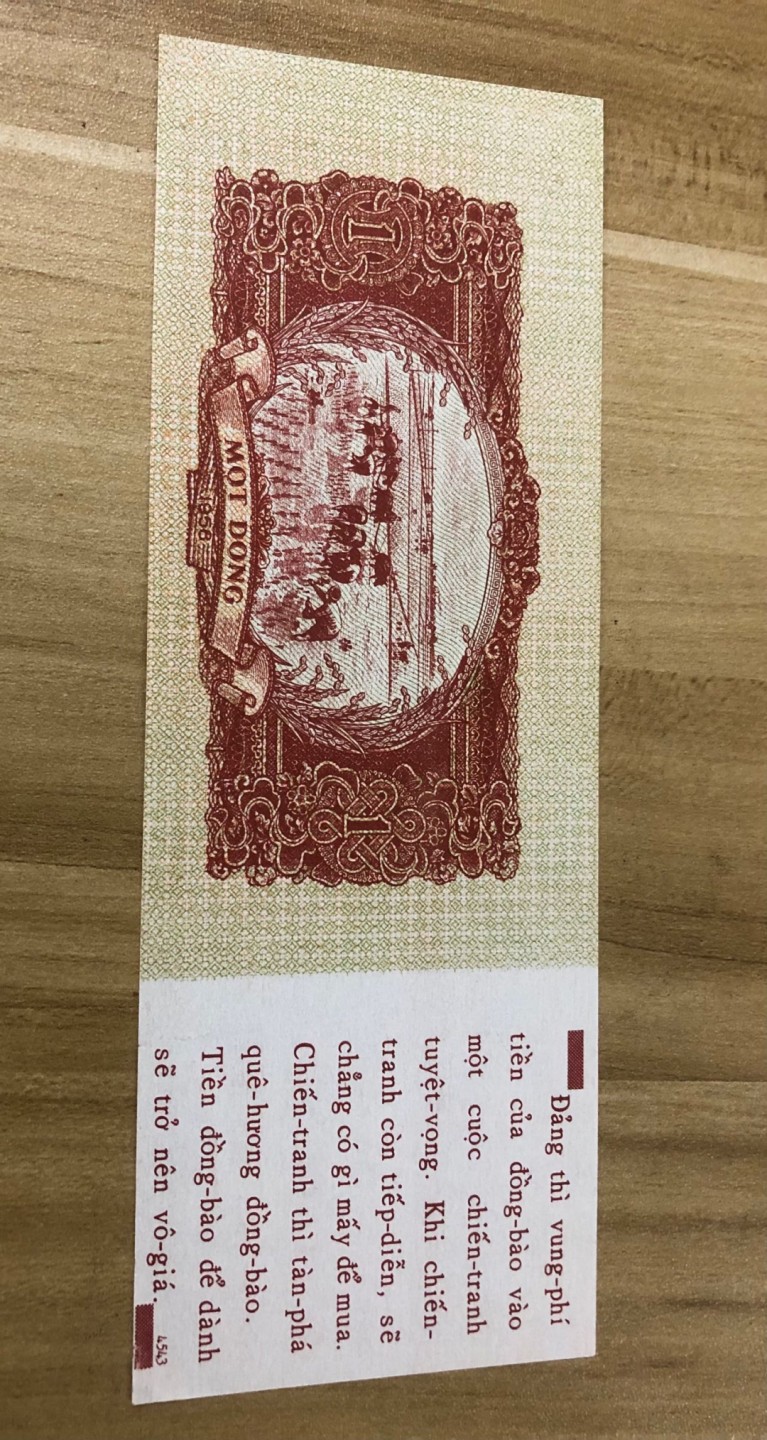 1
MỘT ĐỒNG
1958
1
Đảng thì vung-phí
tiền của đồng-bào vào
một cuộc chiến-tranh
tuyệt-vọng. Khi chiến-
tranh còn tiếp-diễn, sẽ
chẳng có gì mấy để mua.
Chiến-tranh thì tàn-phá
quê-hương đồng-bào.
Tiền đồng-bào để dành
sẽ trở nên vô-giá.
4543